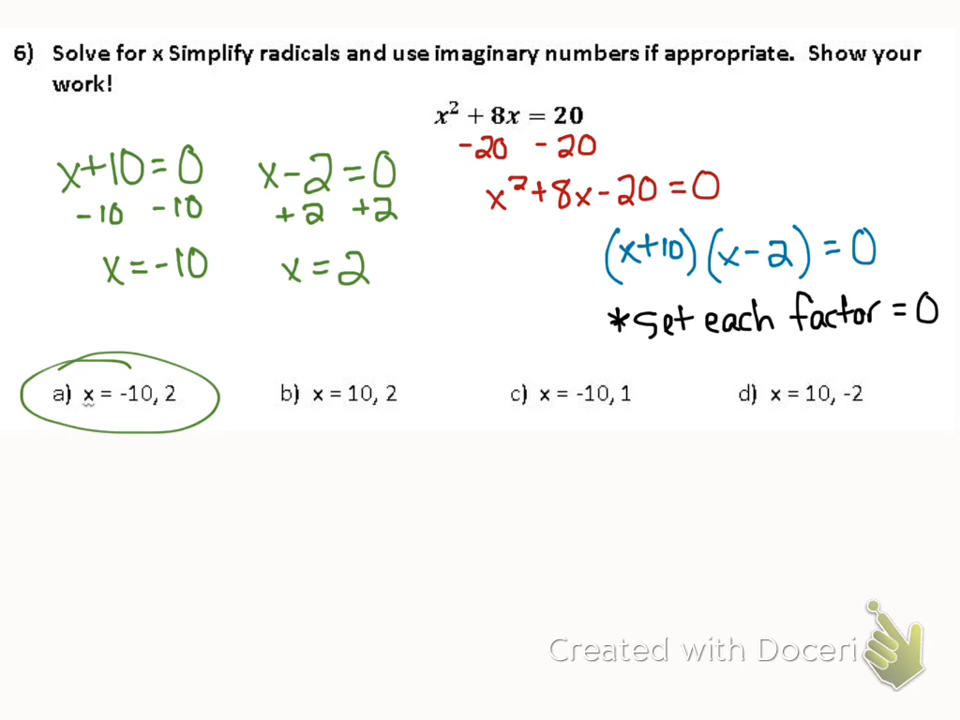 6) Solve for x Simplify radicals and use imaginary numbers if appropriate. Show your
work!
x² + 8x = 20
-20 -20
x²+8x-20=0
(x+10)(x-2)=0
*set each factor=0
x+10=0 x-2=0
-10 -10 +2 +2
x=-10 x=2
a) x = -10, 2 b) x = 10, 2 c) x = -10, 1 d) x = 10, -2
Created with Doceri